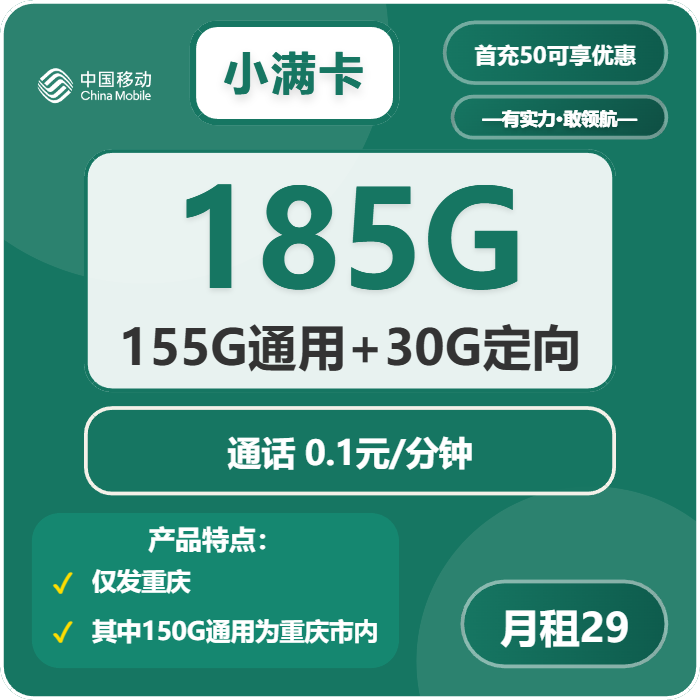 中国移动
China Mobile
小满卡
首充50可享优惠
—有实力·敢领航—
185G
155G通用+30G定向
通话 0.1元/分钟
产品特点：
✓ 仅发重庆
✓ 其中150G通用为重庆市内
月租29